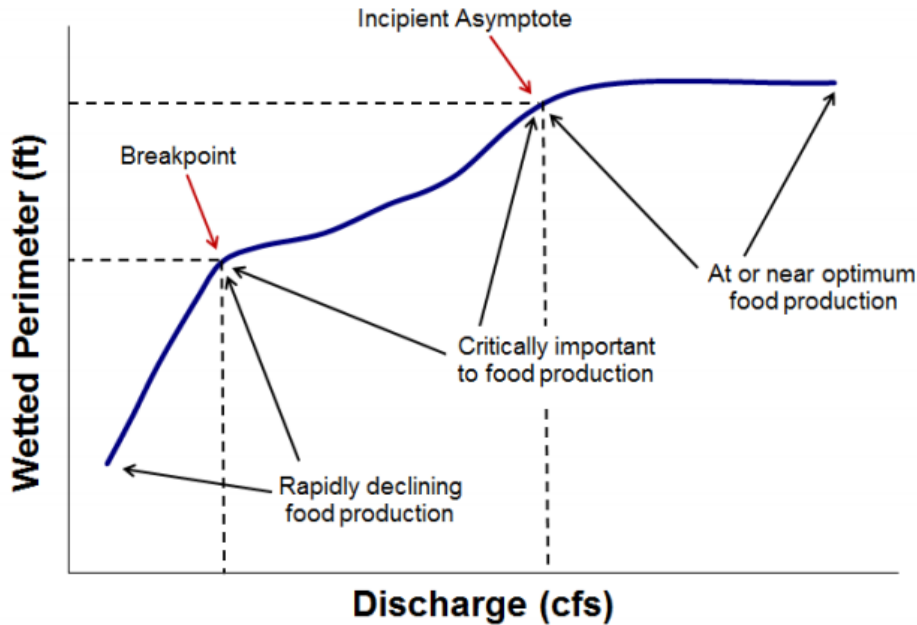 Incipient Asymptote
Breakpoint
Wetted Perimeter (ft)
At or near optimum
food production
Critically important
to food production
Rapidly declining
food production
Discharge (cfs)